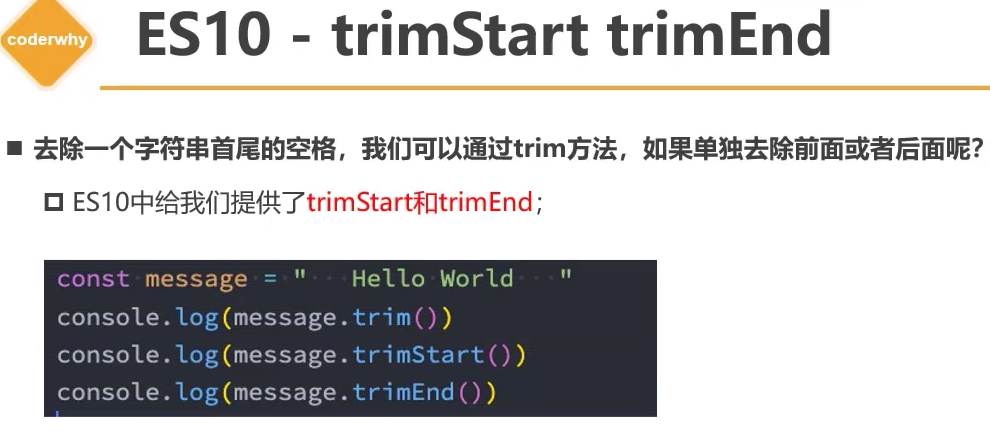 coderwhy
ES10 - trimStart trimEnd
去除一个字符串首尾的空格，我们可以通过trim方法，如果单独去除前面或者后面呢？
ES10中给我们提供了trimStart和trimEnd；
const message = "    Hello World    "
console.log(message.trim())
console.log(message.trimStart())
console.log(message.trimEnd())